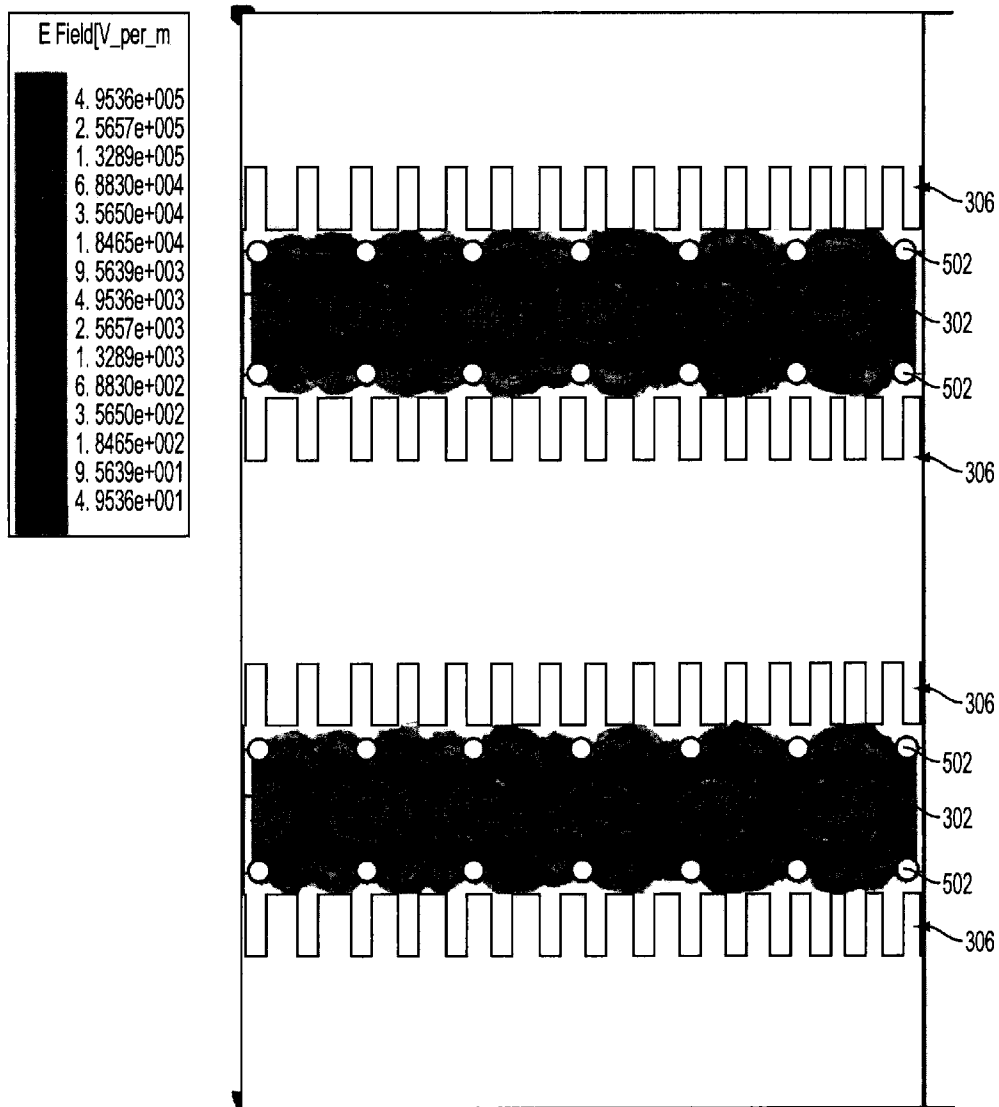 E Field[V_per_m
4. 9536e+005
2. 5657e+005
1. 3289e+005
6. 8830e+004
3. 5650e+004
1. 8465e+004
9. 5639e+003
4. 9536e+003
2. 5657e+003
1. 3289e+003
6. 8830e+002
3. 5650e+002
1. 8465e+002
9. 5639e+001
4. 9536e+001
306
502
302
502
306
306
502
302
502
306